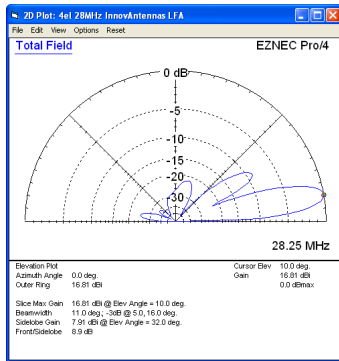 2D Plot: 4el 28MHz InnovAntennas LFA
File Edit View Options Reset
Total Field
EZNEC Pro/4
0 dB
-5
-10
-15
-20
-30
28.25 MHz
Elevation Plot
Cursor Elev 10.0 deg.
Azimuth Angle 0.0 deg.
Gain 16.81 dBi
Outer Ring 16.81 dBi
0.0 dBmax
Slice Max Gain 16.81 dBi @ Elev Angle = 10.0 deg.
Beamwidth 11.0 deg.; -3dB @ 5.0, 16.0 deg.
Sidelobe Gain 7.91 dBi @ Elev Angle = 32.0 deg.
Front/Sidelobe 8.9 dB